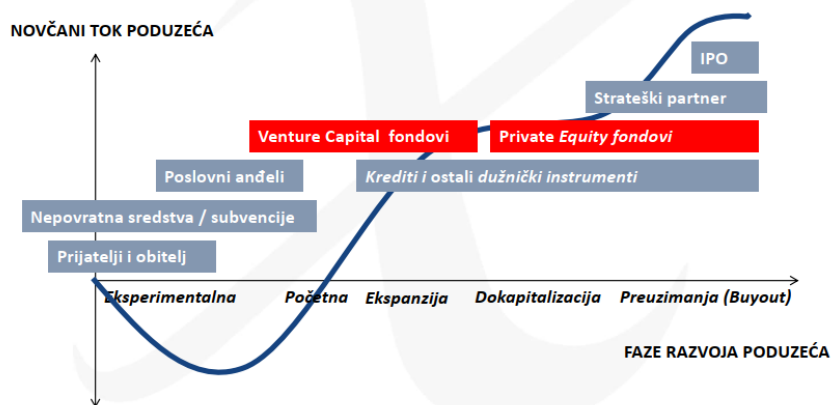 NOVČANI TOK PODUZEĆA
IPO
Strateški partner
Venture Capital fondovi
Private Equity fondovi
Poslovni anđeli
Krediti i ostali dužnički instrumenti
Nepovratna sredstva / subvencije
Prijatelji i obitelj
Eksperimentalna
Početna
Ekspanzija
Dokapitalizacija
Preuzimanja (Buyout)
FAZE RAZVOJA PODUZEĆA